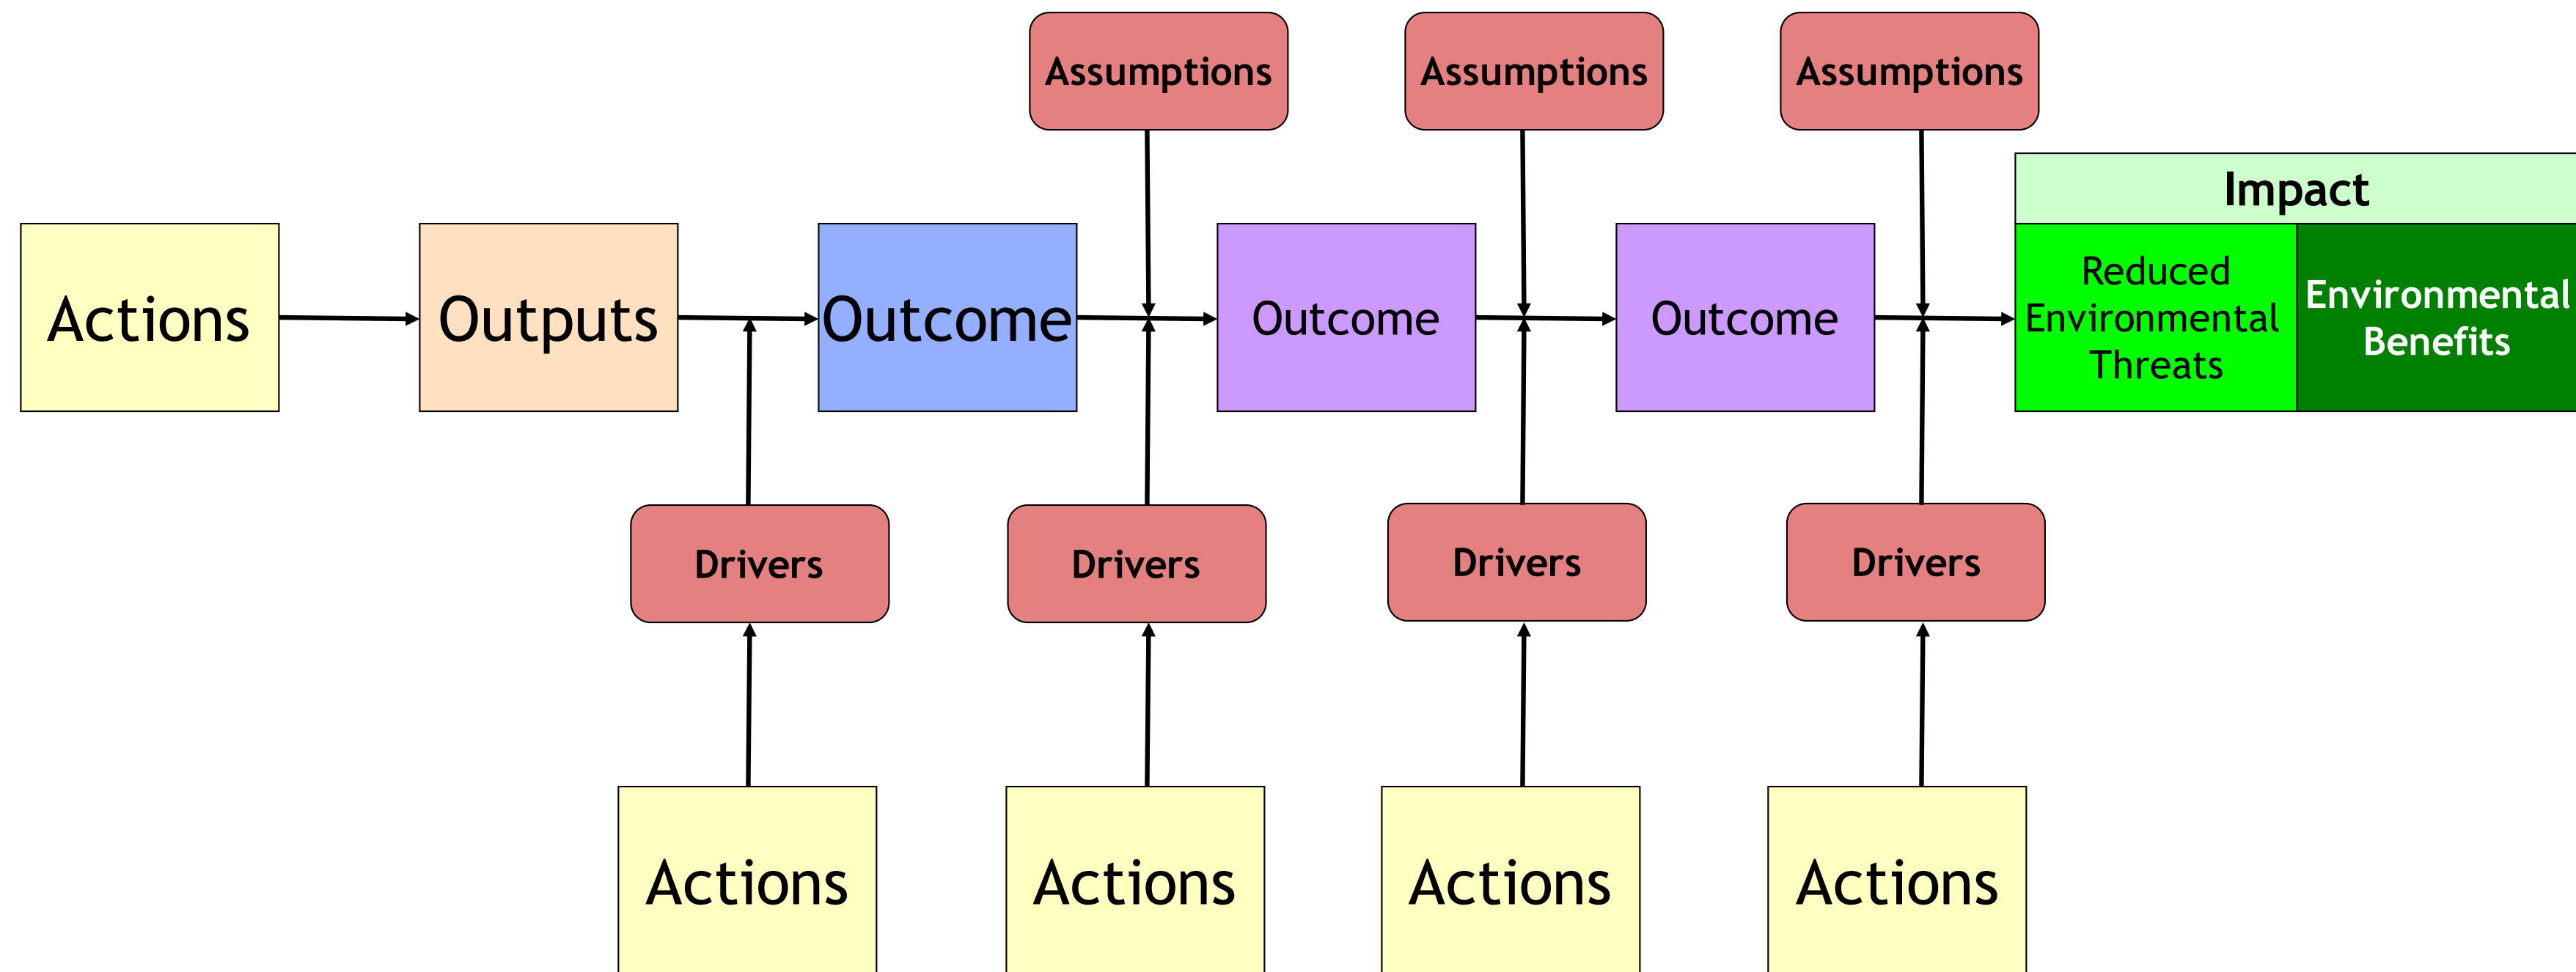 Assumptions
Assumptions
Assumptions
Impact
Actions
Outputs
Outcome
Outcome
Outcome
Reduced
Environmental
Threats
Environmental
Benefits
Drivers
Drivers
Drivers
Drivers
Actions
Actions
Actions
Actions